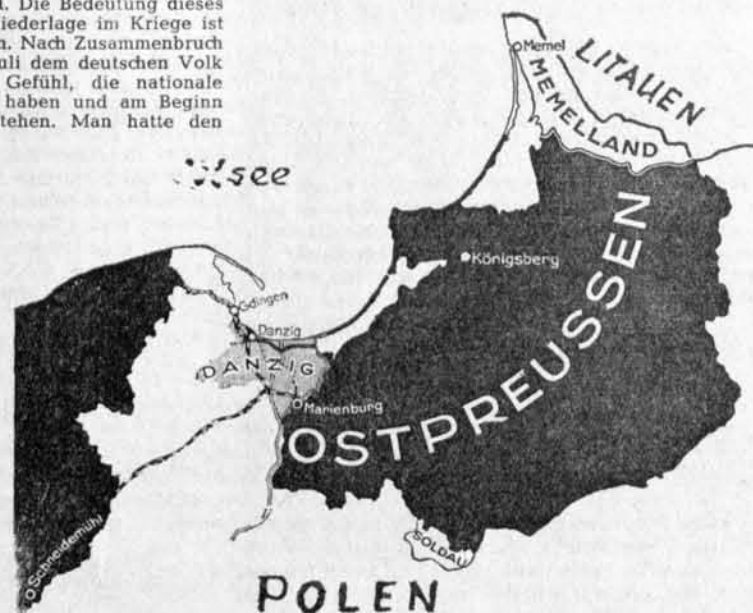 l. Die Bedeutung dieses
iederlage im Kriege ist
n. Nach Zusammenbruch
uli dem deutschen Volk
Gefühl, die nationale
haben und am Beginn
stehen. Man hatte den
Memel
LITAUEN
MEMELLAND
see
Königsberg
Gdingen
Danzig
DANZIG
Marienburg
OSTPREUSSEN
Schneidemühl
SOLDAU
POLEN